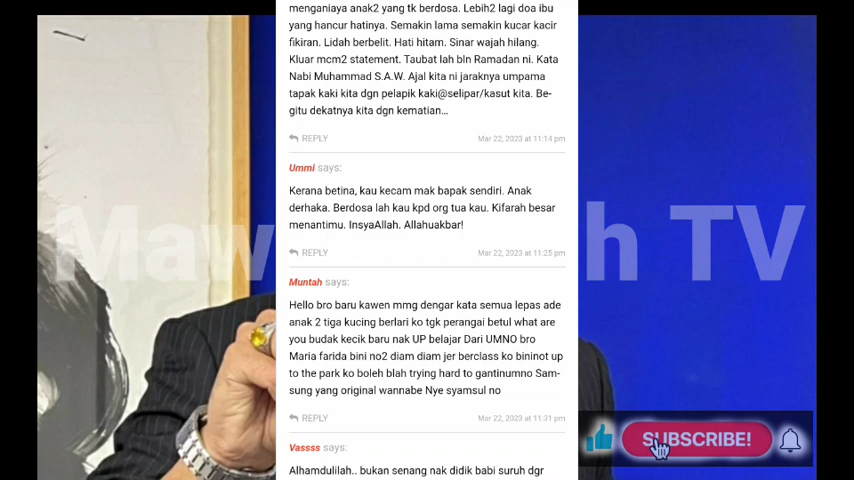 menganiaya anak2 yang tk berdosa. Lebih2 lagi doa ibu
yang hancur hatinya. Semakin lama semakin kucar kacir
fikiran. Lidah berbelit. Hati hitam. Sinar wajah hilang.
Kluar mcm2 statement. Taubat lah bln Ramadan ni. Kata
Nabi Muhammad S.A.W. Ajal kita ni jaraknya umpama
tapak kaki kita dgn pelapik kaki@selipar/kasut kita. Be-
gitu dekatnya kita dgn kematian...
REPLY
Mar 22, 2023 at 11:14 pm
Ummi says:
Kerana betina, kau kecam mak bapak sendiri. Anak
derhaka. Berdosa lah kau kpd org tua kau. Kifarah besar
menantimu. InsyaAllah. Allahuakbar!
REPLY
Mar 22, 2023 at 11:25 pm
Muntah says:
Hello bro baru kawen mmg dengar kata semua lepas ade
anak 2 tiga kucing berlari ko tgk perangai betul what are
you budak kecik baru nak UP belajar Dari UMNO bro
Maria farida bini no2 diam diam jer berclass ko bininot up
to the park ko boleh blah trying hard to gantinumno Sam-
sung yang original wannabe Nye syamsul no
REPLY
Mar 22, 2023 at 11:31 pm
Vassss says:
Alhamdulilah.. bukan senang nak didik babi suruh dgr
Maw
h TV
SUBSCRIBE!